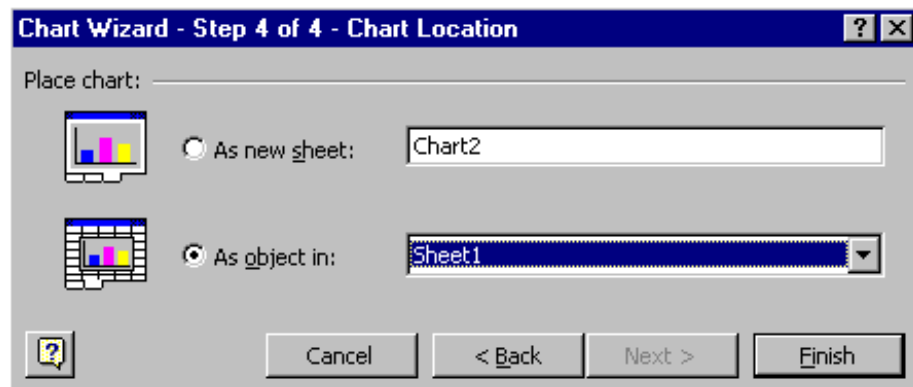 Chart Wizard - Step 4 of 4 - Chart Location
Place chart:
As new sheet: Chart2
As object in: Sheet1
Cancel < Back Next > Finish